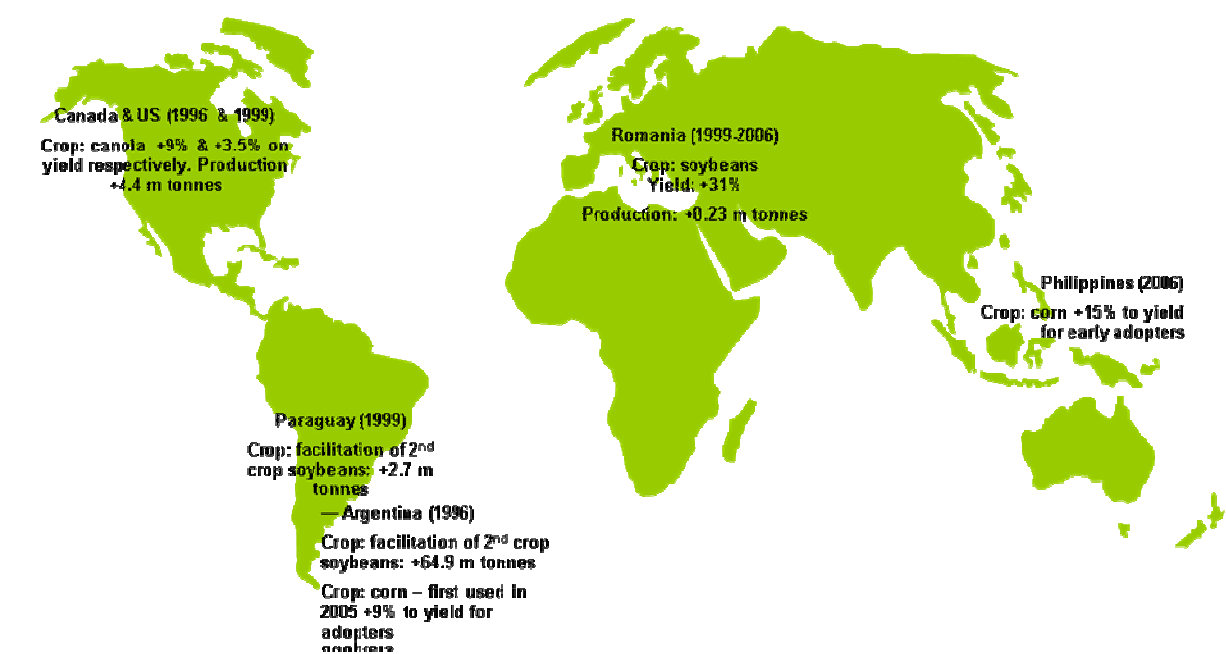 Canada & US (1996 & 1999)
Crop: canola +9% & +3.5% on
yield respectively. Production
+4.4 m tonnes
Romania (1999-2006)
Crop: soybeans
Yield: +31%
Production: +0.23 m tonnes
Philippines (2006)
Crop: corn +15% to yield
for early adopters
Paraguay (1999)
Crop: facilitation of 2nd
crop soybeans: +2.7 m
tonnes
— Argentina (1996)
Crop: facilitation of 2nd crop
soybeans: +64.9 m tonnes
Crop: corn – first used in
2005 +9% to yield for
adopters